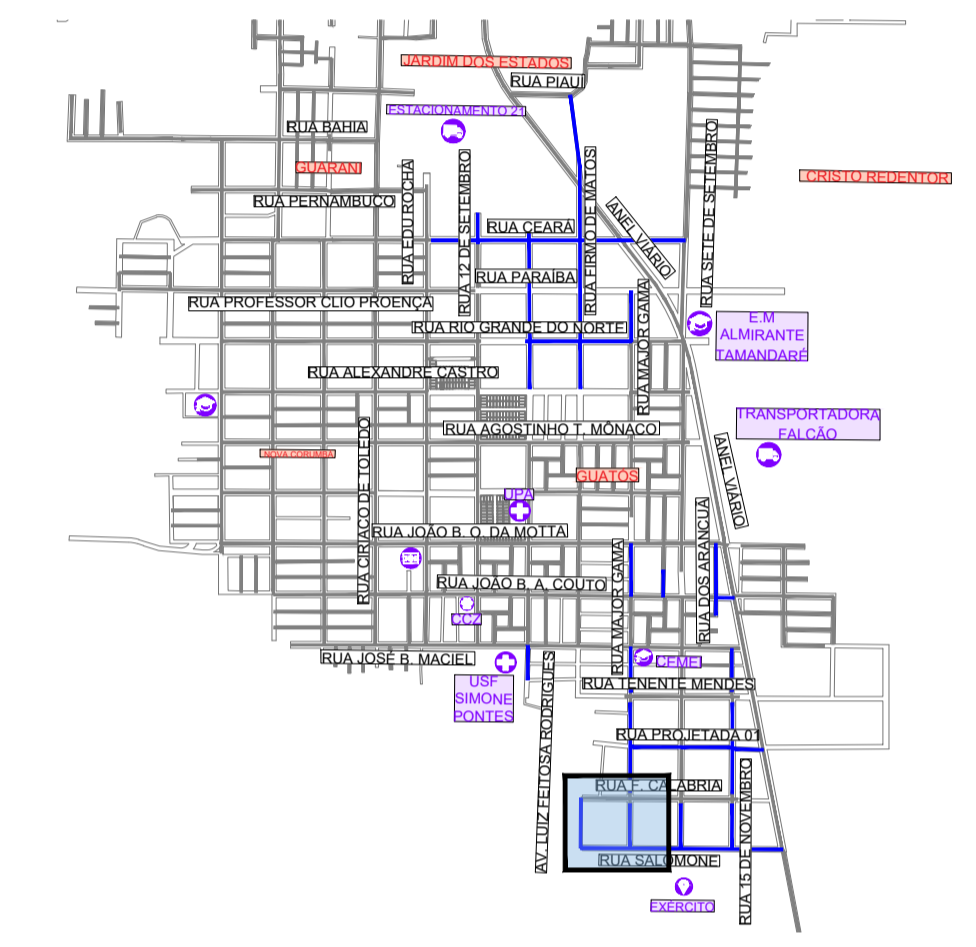 JARDIM DOS ESTADOS
RUA PIAUI
ESTACIONAMENTO 21
RUA BAHIA
GUARANI
CRISTO REDENTOR
RUA PERNAMBUCO
RUA EDU ROCHA
RUA 12 DE SETEMBRO
RUA FIRMO DE MATOS
RUA SETE DE SETEMBRO
RUA CEARÁ
ANEL VIÁRIO
RUA PARAÍBA
RUA PROFESSOR CLIO PROENÇA
RUA RIO GRANDE DO NORTE
RUA MAJOR GAMA
E.M
ALMIRANTE
TAMANDARÉ
RUA ALEXANDRE CASTRO
RUA AGOSTINHO T. MÔNACO
TRANSPORTADORA
FALCÃO
NOVA CORUMBÁ
RUA CIRIACO DE TOLEDO
GUATÓS
ANEL VIÁRIO
UPA
RUA JOÃO B. O. DA MOTTA
RUA DOS ARANCUÃ
RUA MAJOR GAMA
RUA JOÃO B. A. COUTO
CCZ
RUA JOSÉ B. MACIEL
CEMEI
USF
SIMONE
PONTES
RUA TENENTE MENDES
AV. LUIZ FEITOSA RODRIGUES
RUA PROJETADA 01
RUA F. CALABRIA
RUA 15 DE NOVEMBRO
RUA SALOMONE
EXÉRCITO